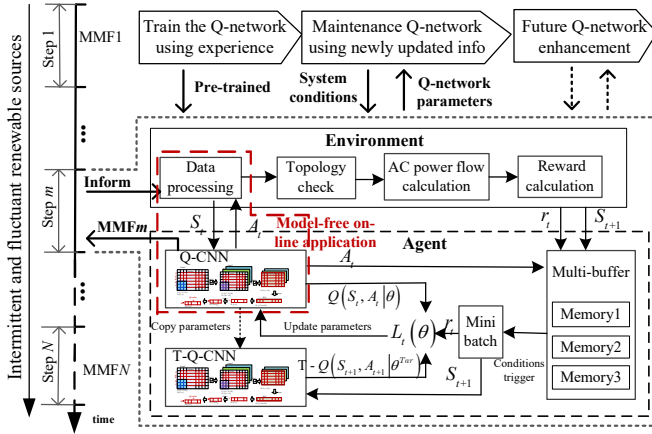 Intermittent and fluctuant renewable sources
Step 1
MMF1
Train the Q-network
using experience
Maintenance Q-network
using newly updated info
Future Q-network
enhancement
Pre-trained
System
conditions
Q-network
parameters
Environment
Data
processing
Topology
check
AC power flow
calculation
Reward
calculation
Inform
Step m
MMFm
S_t
A_t
Model-free on-
line application
r_t
S_{t+1}
Agent
Q-CNN
A_t
Q(S_t, A_t|θ)
Multi-buffer
Memory1
Memory2
Memory3
Copy parameters
Update parameters
L_t(θ)
r_t
Mini
batch
Conditions
trigger
T-Q-CNN
T - Q(S_{t+1}, A_{t+1}|θ^{Tar})
S_{t+1}
Step N
MMFN
time